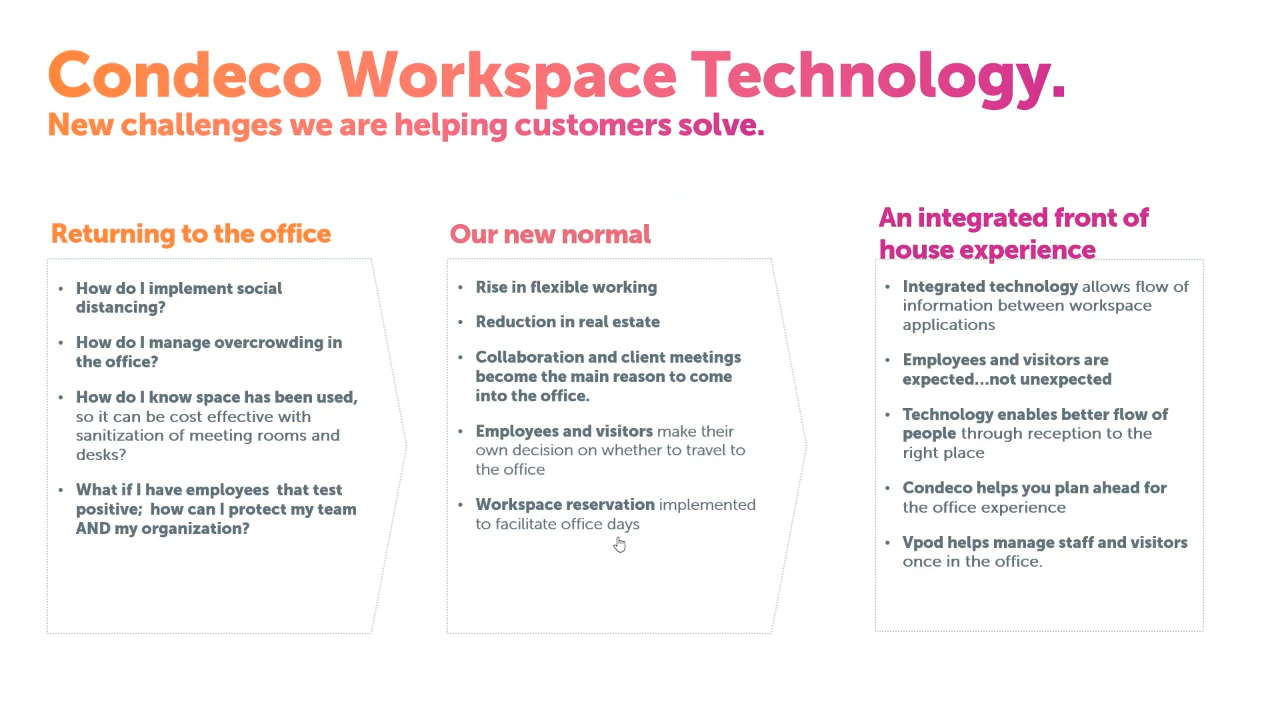 Condeco Workspace Technology.
New challenges we are helping customers solve.
Returning to the office
• How do I implement social
distancing?
• How do I manage overcrowding in
the office?
• How do I know space has been used,
so it can be cost effective with
sanitization of meeting rooms and
desks?
• What if I have employees  that test
positive;  how can I protect my team
AND my organization?
Our new normal
• Rise in flexible working
• Reduction in real estate
• Collaboration and client meetings
become the main reason to come
into the office.
• Employees and visitors make their
own decision on whether to travel to
the office
• Workspace reservation implemented
to facilitate office days
An integrated front of
house experience
• Integrated technology allows flow of
information between workspace
applications
• Employees and visitors are
expected...not unexpected
• Technology enables better flow of
people through reception to the
right place
• Condeco helps you plan ahead for
the office experience
• Vpod helps manage staff and visitors
once in the office.